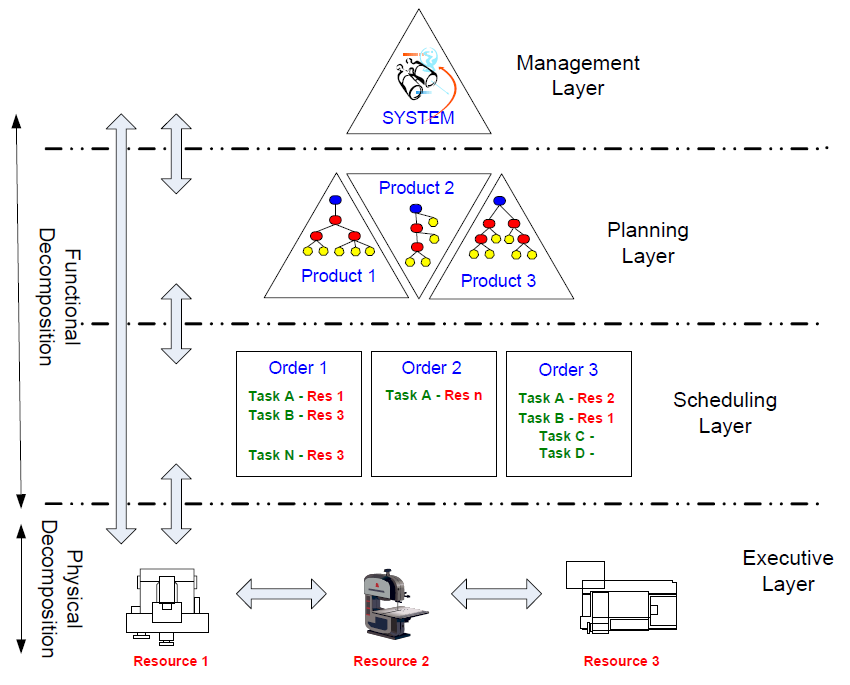 Management
Layer
SYSTEM
Functional
Decomposition
Product 1
Product 2
Product 3
Planning
Layer
Order 1
Task A - Res 1
Task B - Res 3
Task N - Res 3
Order 2
Task A - Res n
Order 3
Task A - Res 2
Task B - Res 1
Task C -
Task D -
Scheduling
Layer
Physical
Decomposition
Executive
Layer
Resource 1
Resource 2
Resource 3